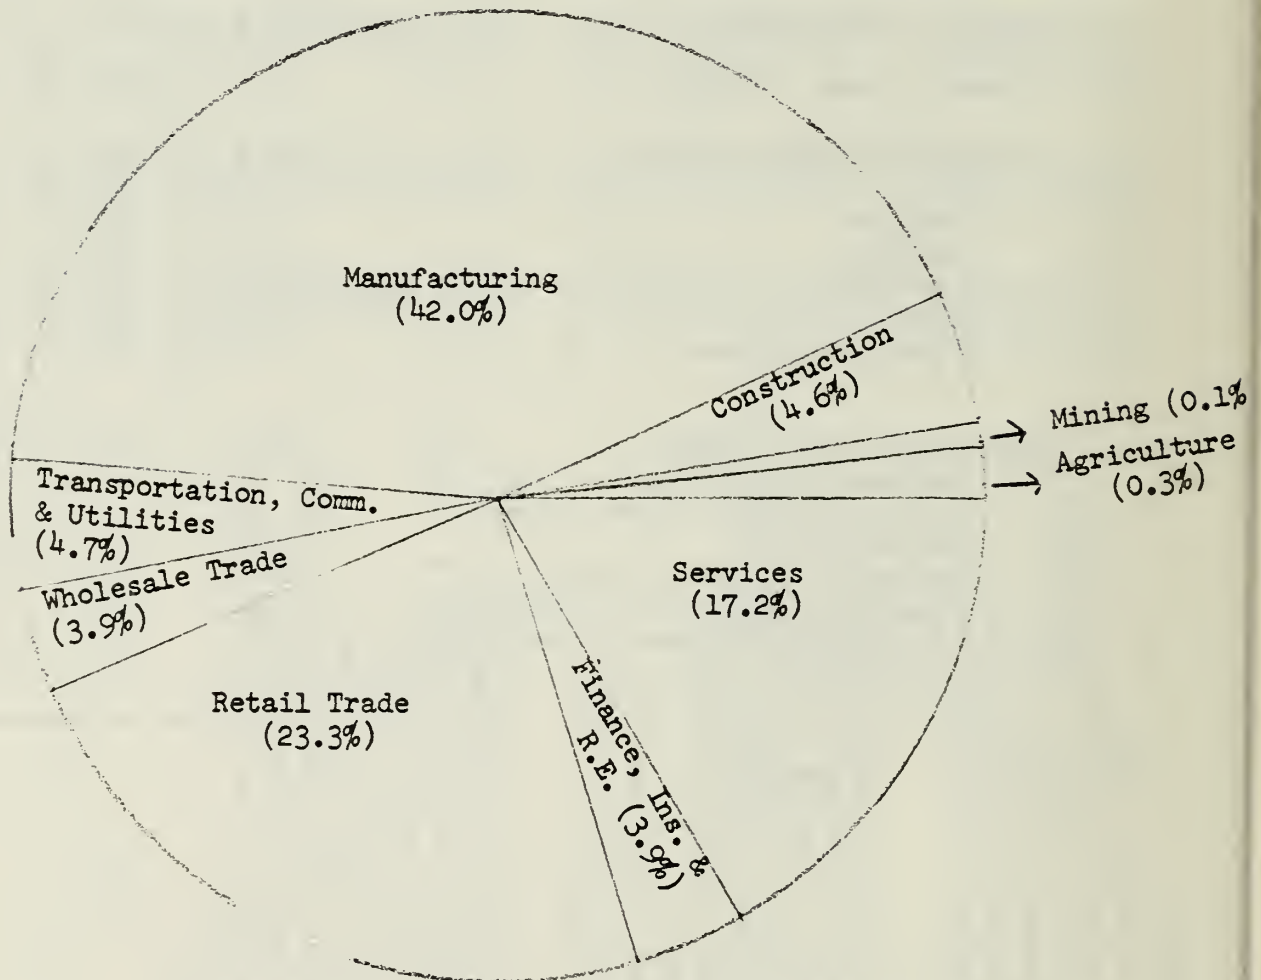 Manufacturing
(42.0%)
Construction
(4.6%)
Mining (0.1%
Agriculture
(0.3%)
Transportation, Comm.
& Utilities
(4.7%)
Wholesale Trade
(3.9%)
Services
(17.2%)
Retail Trade
(23.3%)
Finance, Ins. &
R.E. (3.9%)